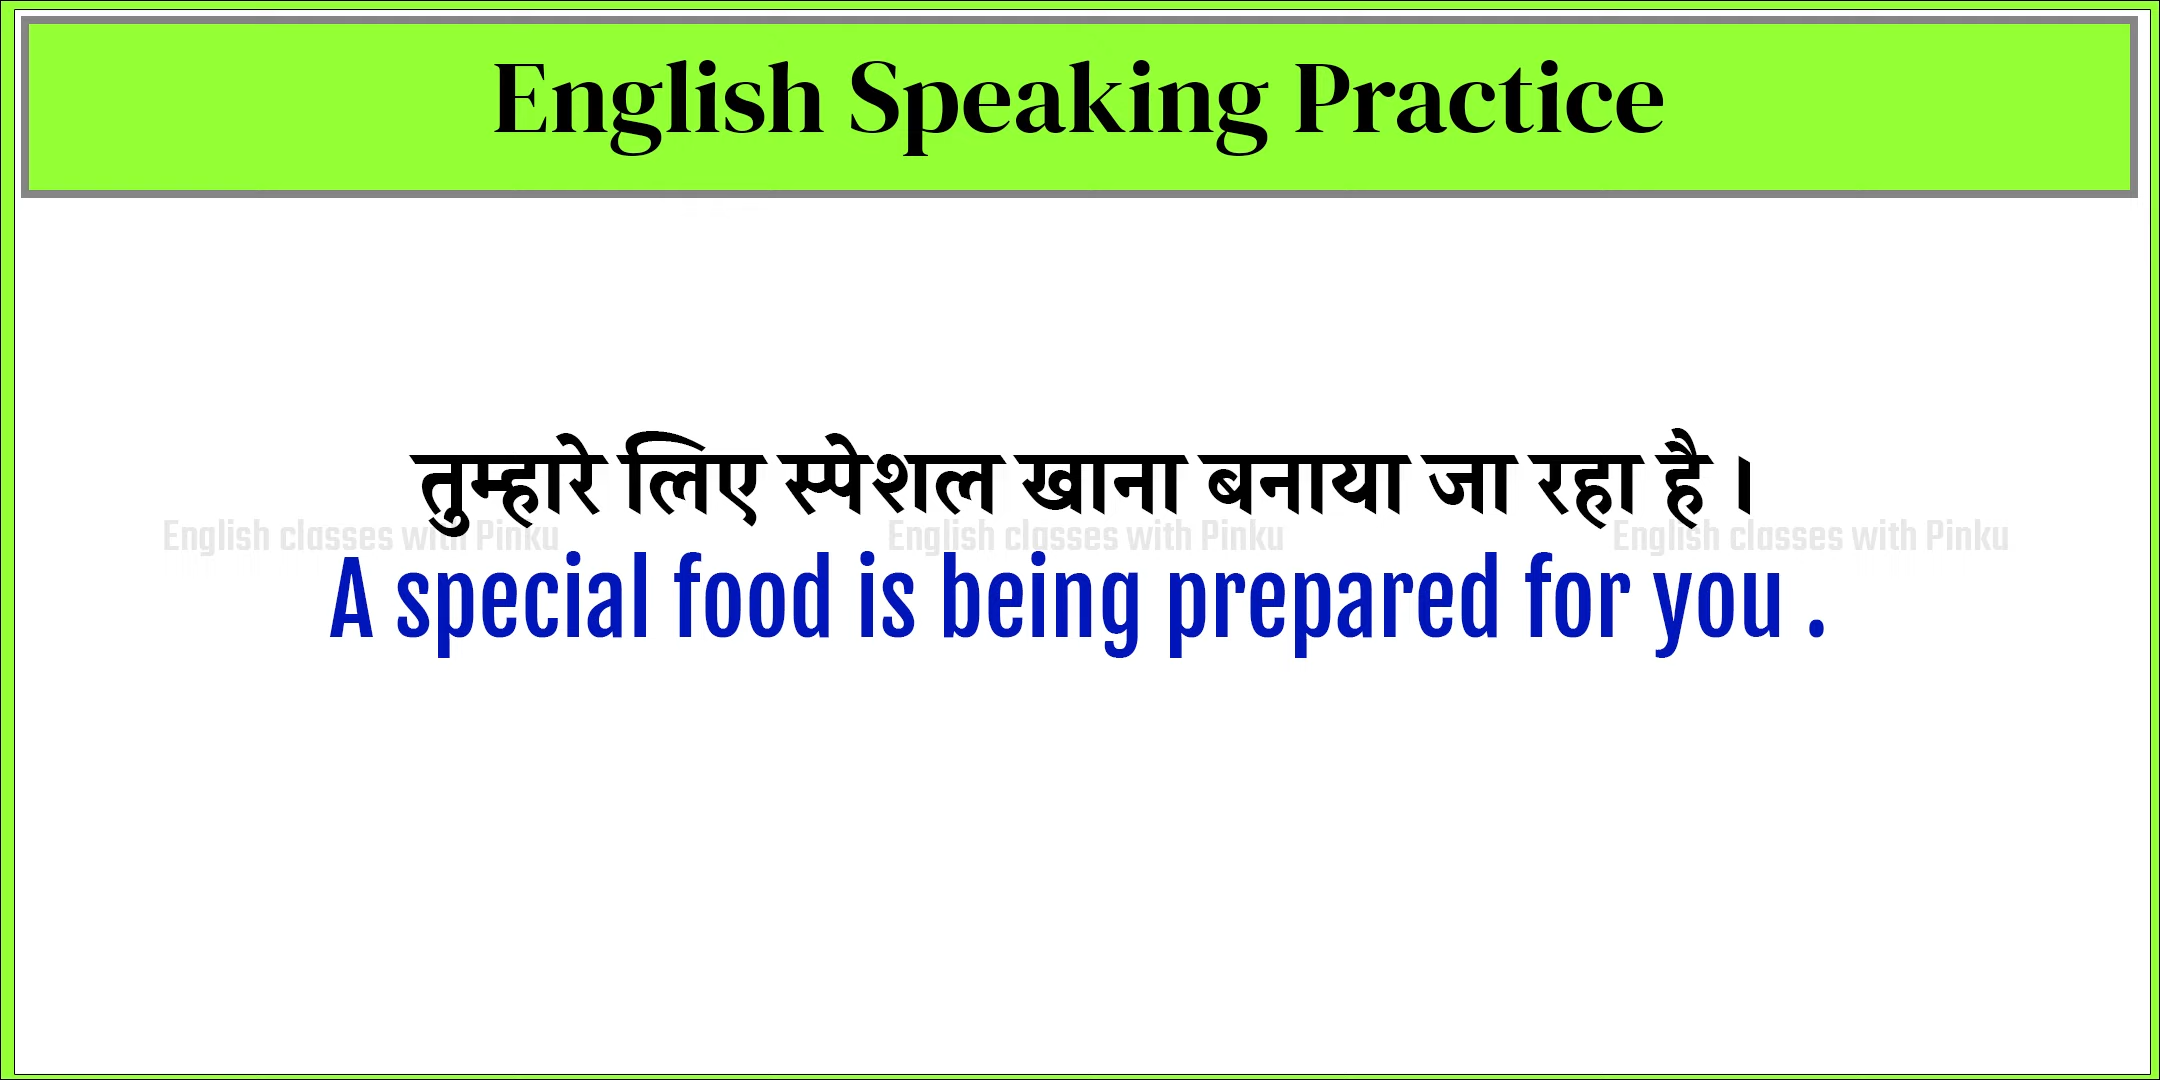 English Speaking Practice
तुम्हारे लिए स्पेशल खाना बनाया जा रहा है ।
English classes with Pinku English classes with Pinku English classes with Pinku
A special food is being prepared for you .